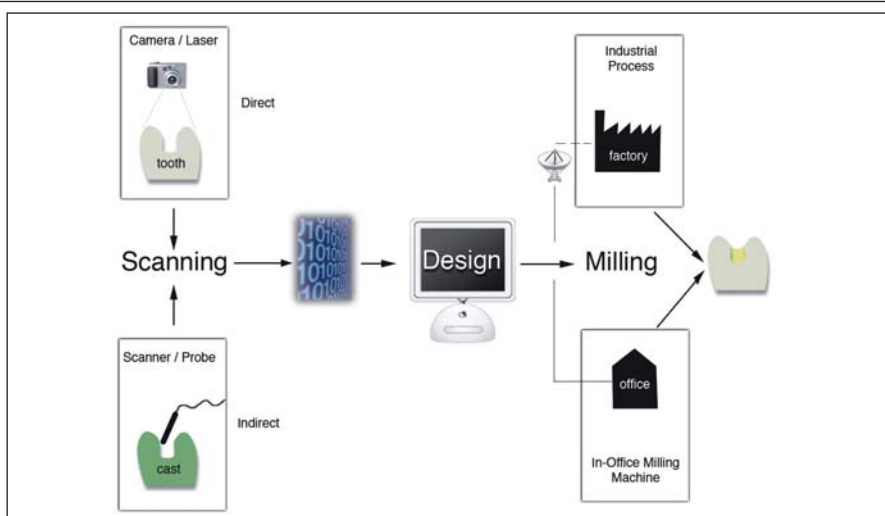 Camera / Laser
tooth
Direct
Scanning
Scanner / Probe
cast
Indirect
Design
Milling
Industrial
Process
factory
office
In-Office Milling
Machine